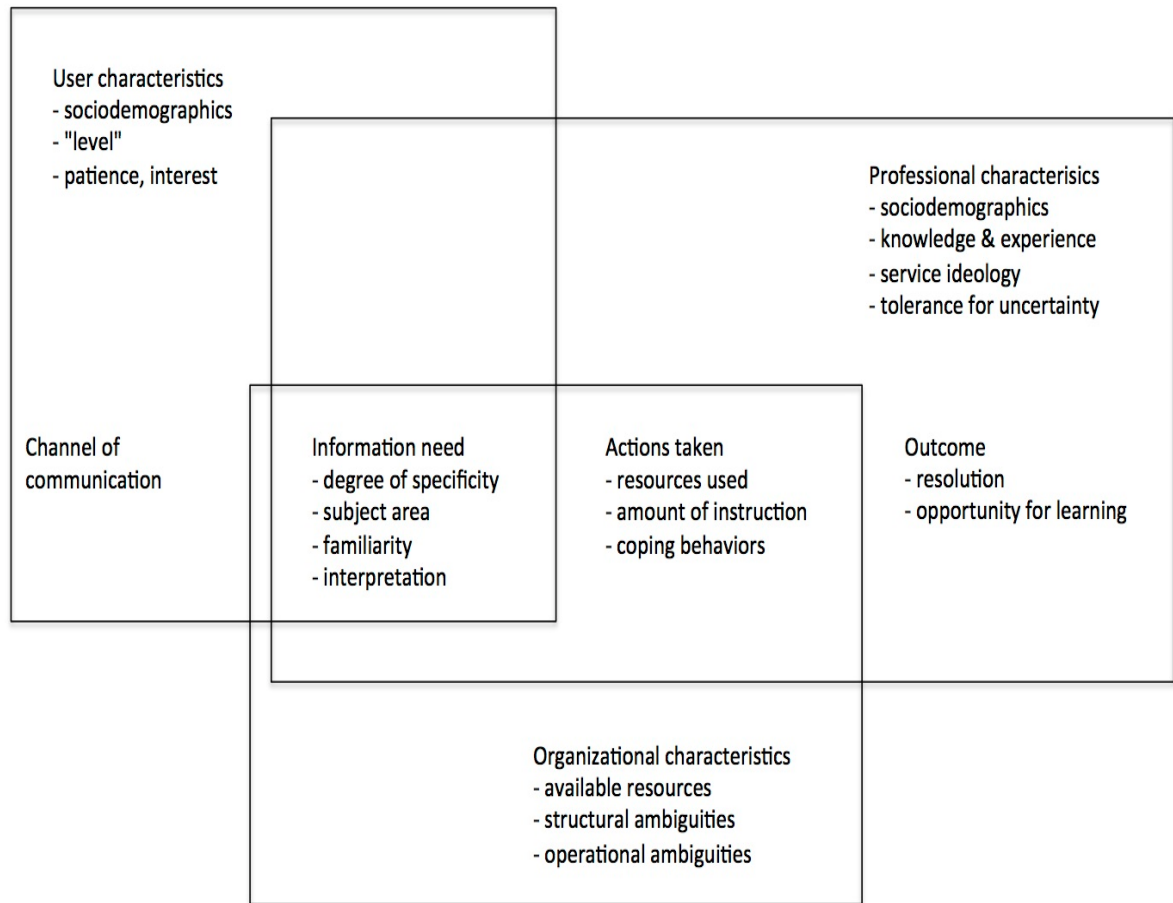 User characteristics
- sociodemographics
- "level"
- patience, interest
Professional characterisics
- sociodemographics
- knowledge & experience
- service ideology
- tolerance for uncertainty
Channel of
communication
Information need
- degree of specificity
- subject area
- familiarity
- interpretation
Actions taken
- resources used
- amount of instruction
- coping behaviors
Outcome
- resolution
- opportunity for learning
Organizational characteristics
- available resources
- structural ambiguities
- operational ambiguities